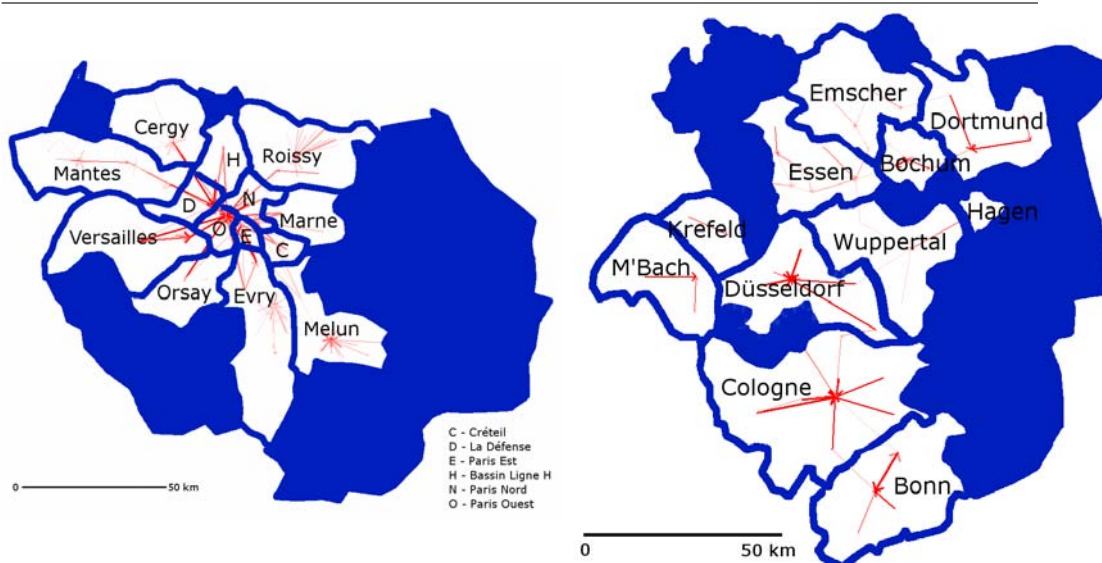 Cergy
Mantes
H
Roissy
D
N
Marne
Versailles
O
E
C
Orsay
Evry
Melun
C - Créteil
D - La Défense
E - Paris Est
H - Bassin Ligne H
N - Paris Nord
O - Paris Ouest
0 50 km
Emscher
Dortmund
Bochum
Essen
Hagen
Krefeld
Wuppertal
M'Bach
Düsseldorf
Cologne
Bonn
0 50 km